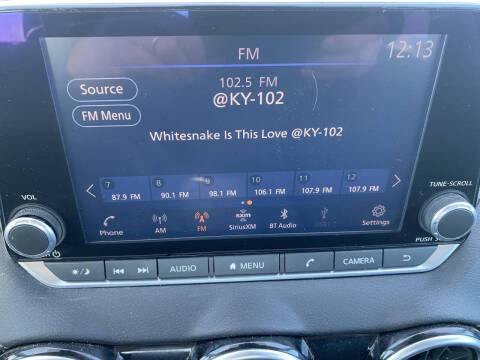 FM
12:13
Source
102.5 FM
@KY-102
FM Menu
Whitesnake Is This Love @KY-102
7 8 9 10 11 12
87.9 FM 90.1 FM 98.1 FM 106.1 FM 107.9 FM 107.9 FM
VOL
TUNE-SCROLL
Phone AM FM SXM SiriusXM BT Audio Settings
PUSH
AUDIO MENU CAMERA